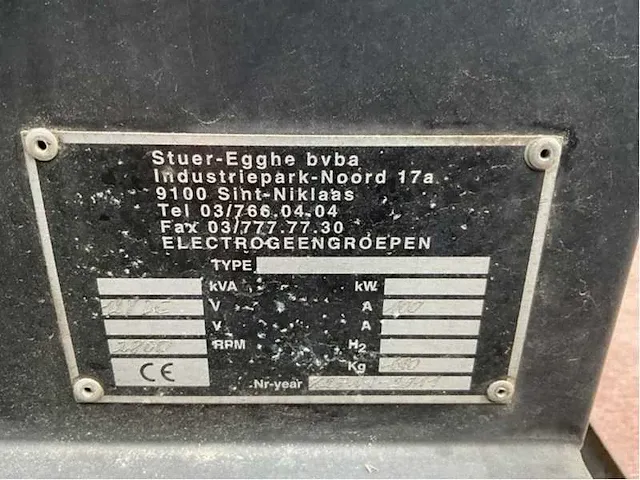 Stuer-Egghe bvba
Industriepark-Noord 17a
9100 Sint-Niklaas
Tel 03/766.04.04
Fax 03/777.77.30
ELECTROGEENGROEPEN
TYPE
kVA kW
V A
V A
RPM H2
CE Kg
Nr-year